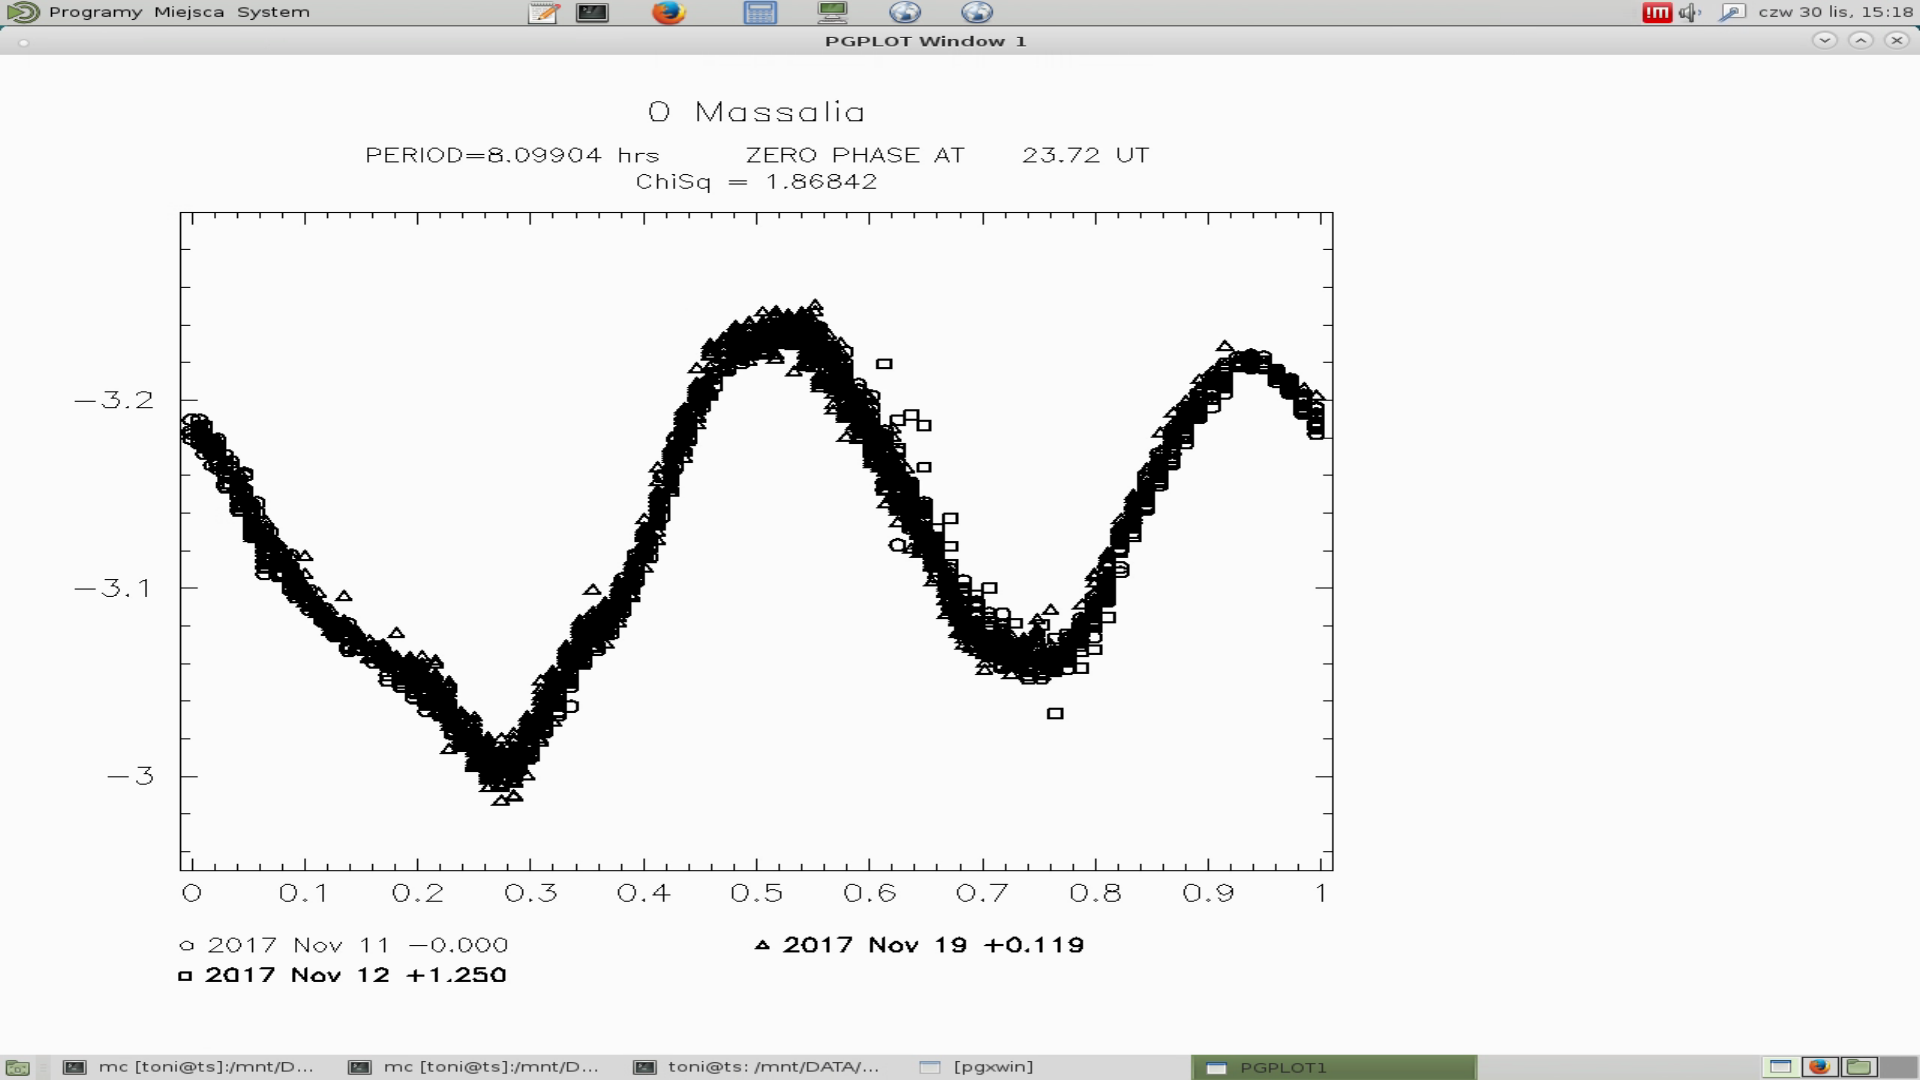 Programy Miejsca System
!m czw 30 lis, 15:18
PGPLOT Window 1
0 Massalia
PERIOD=8.09904 hrs ZERO PHASE AT 23.72 UT
ChiSq = 1.86842
-3.2
-3.1
-3
0 0.1 0.2 0.3 0.4 0.5 0.6 0.7 0.8 0.9 1
2017 Nov 11 -0.000
2017 Nov 19 +0.119
2017 Nov 12 +1.250
mc [toni@ts]:/mnt/D...
mc [toni@ts]:/mnt/D...
toni@ts: /mnt/DATA/...
[pgxwin]
PGPLOT1